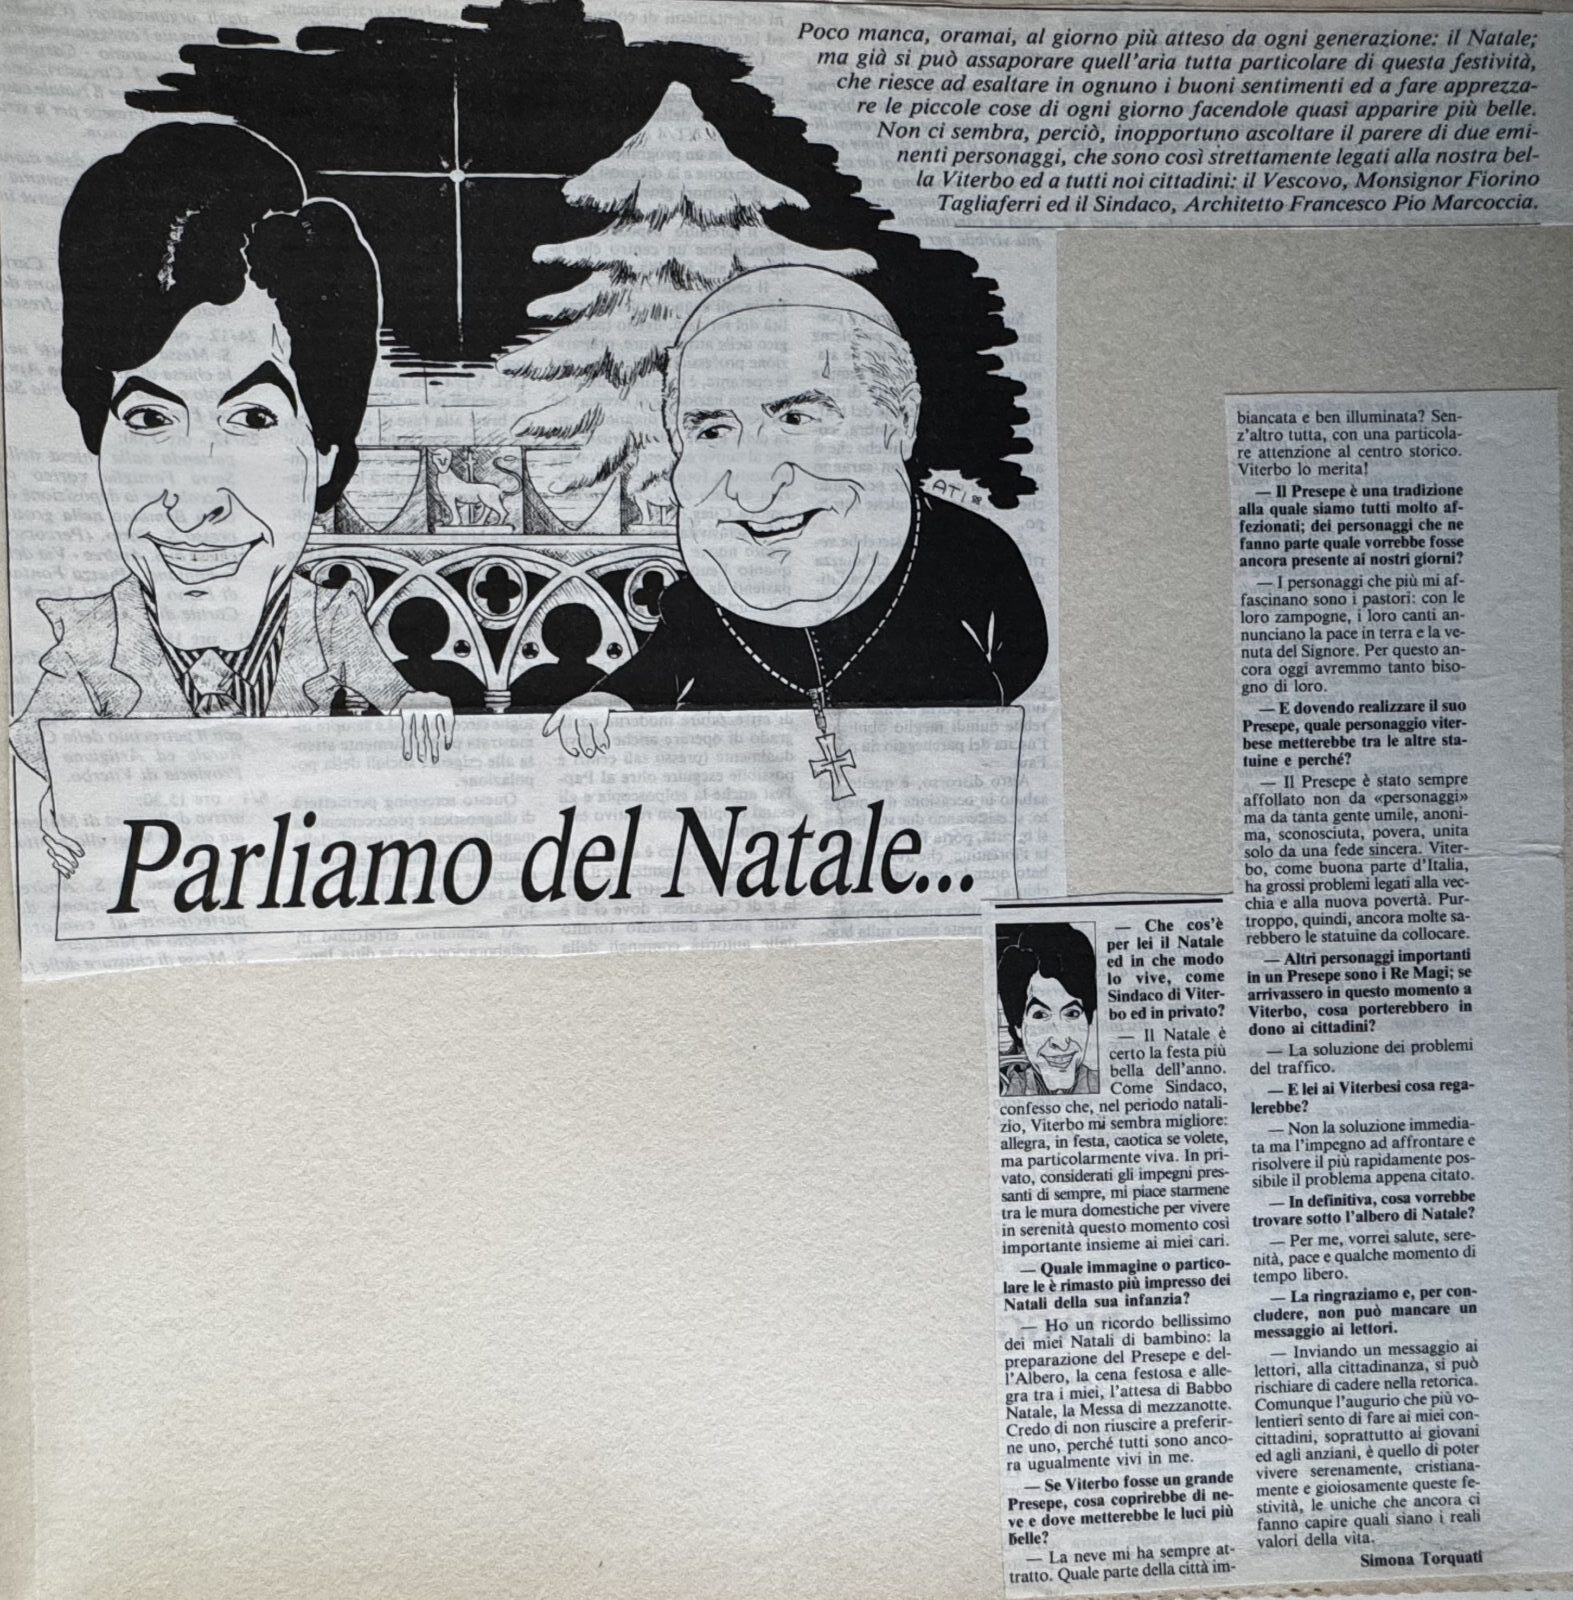 Poco manca, oramai, al giorno più atteso da ogni generazione: il Natale;
ma già si può assaporare quell'aria tutta particolare di questa festività,
che riesce ad esaltare in ognuno i buoni sentimenti ed a fare apprezza-
re le piccole cose di ogni giorno facendole quasi apparire più belle.
Non ci sembra, perciò, inopportuno ascoltare il parere di due emi-
nenti personaggi, che sono così strettamente legati alla nostra bel-
la Viterbo ed a tutti noi cittadini: il Vescovo, Monsignor Fiorino
Tagliaferri ed il Sindaco, Architetto Francesco Pio Marcoccia.
ATI
Parliamo del Natale...
— Che cos'è
per lei il Natale
ed in che modo
lo vive, come
Sindaco di Viter-
bo ed in privato?
— Il Natale è
certo la festa più
bella dell'anno.
Come Sindaco,
confesso che, nel periodo natali-
zio, Viterbo mi sembra migliore:
allegra, in festa, caotica se volete,
ma particolarmente viva. In pri-
vato, considerati gli impegni pres-
santi di sempre, mi piace starmene
tra le mura domestiche per vivere
in serenità questo momento così
importante insieme ai miei cari.
— Quale immagine o partico-
lare le è rimasto più impresso dei
Natali della sua infanzia?
— Ho un ricordo bellissimo
dei miei Natali di bambino: la
preparazione del Presepe e del-
l'Albero, la cena festosa e alle-
gra tra i miei, l'attesa di Babbo
Natale, la Messa di mezzanotte.
Credo di non riuscire a preferir-
ne uno, perché tutti sono anco-
ra ugualmente vivi in me.
— Se Viterbo fosse un grande
Presepe, cosa coprirebbe di ne-
ve e dove metterebbe le luci più
belle?
— La neve mi ha sempre at-
tratto. Quale parte della città im-
biancata e ben illuminata? Sen-
z'altro tutta, con una particola-
re attenzione al centro storico.
Viterbo lo merita!
— Il Presepe è una tradizione
alla quale siamo tutti molto af-
fezionati; dei personaggi che ne
fanno parte quale vorrebbe fosse
ancora presente ai nostri giorni?
— I personaggi che più mi af-
fascinano sono i pastori: con le
loro zampogne, i loro canti an-
nunciano la pace in terra e la ve-
nuta del Signore. Per questo an-
cora oggi avremmo tanto biso-
gno di loro.
— E dovendo realizzare il suo
Presepe, quale personaggio viter-
bese metterebbe tra le altre sta-
tuine e perché?
— Il Presepe è stato sempre
affollato non da «personaggi»
ma da tanta gente umile, anoni-
ma, sconosciuta, povera, unita
solo da una fede sincera. Viter-
bo, come buona parte d'Italia,
ha grossi problemi legati alla vec-
chia e alla nuova povertà. Pur-
troppo, quindi, ancora molte sa-
rebbero le statuine da collocare.
— Altri personaggi importanti
in un Presepe sono i Re Magi; se
arrivassero in questo momento a
Viterbo, cosa porterebbero in
dono ai cittadini?
— La soluzione dei problemi
del traffico.
— E lei ai Viterbesi cosa rega-
lerebbe?
— Non la soluzione immedia-
ta ma l'impegno ad affrontare e
risolvere il più rapidamente pos-
sibile il problema appena citato.
— In definitiva, cosa vorrebbe
trovare sotto l'albero di Natale?
— Per me, vorrei salute, sere-
nità, pace e qualche momento di
tempo libero.
— La ringraziamo e, per con-
cludere, non può mancare un
messaggio ai lettori.
— Inviando un messaggio ai
lettori, alla cittadinanza, si può
rischiare di cadere nella retorica.
Comunque l'augurio che più vo-
lentieri sento di fare ai miei con-
cittadini, soprattutto ai giovani
ed agli anziani, è quello di poter
vivere serenamente, cristiana-
mente e gioiosamente queste fe-
stività, le uniche che ancora ci
fanno capire quali siano i reali
valori della vita.
Simona Torquati